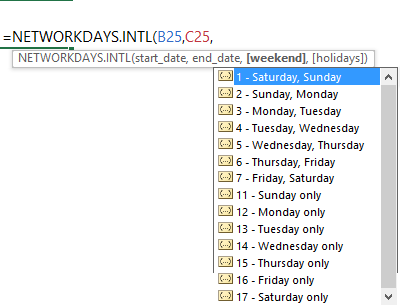 =NETWORKDAYS.INTL(B25,C25,
NETWORKDAYS.INTL(start_date, end_date, [weekend], [holidays])
(...) 1 - Saturday, Sunday
(...) 2 - Sunday, Monday
(...) 3 - Monday, Tuesday
(...) 4 - Tuesday, Wednesday
(...) 5 - Wednesday, Thursday
(...) 6 - Thursday, Friday
(...) 7 - Friday, Saturday
(...) 11 - Sunday only
(...) 12 - Monday only
(...) 13 - Tuesday only
(...) 14 - Wednesday only
(...) 15 - Thursday only
(...) 16 - Friday only
(...) 17 - Saturday only